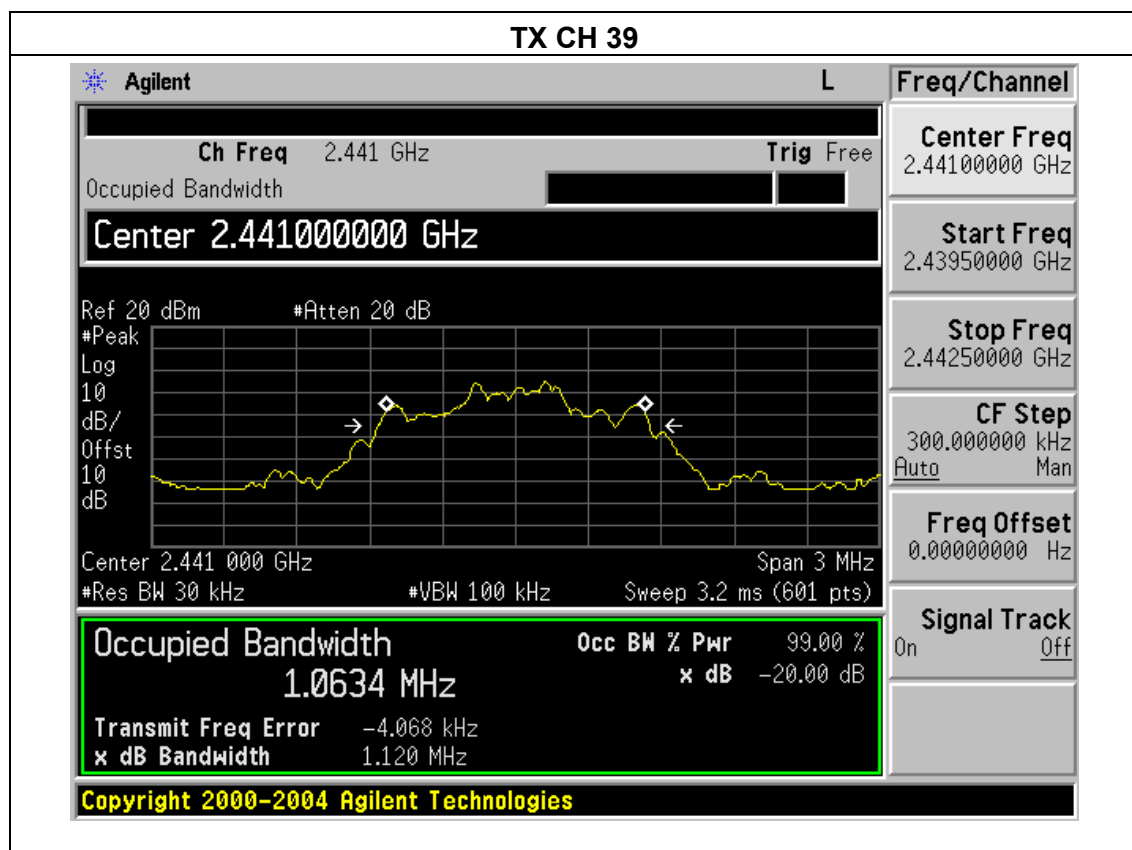 TX CH 39
Agilent L Freq/Channel
Ch Freq 2.441 GHz Trig Free
Occupied Bandwidth
Center 2.441000000 GHz
Ref 20 dBm #Atten 20 dB
#Peak
Log
10
dB/
Offst
10
dB
Center 2.441 000 GHz Span 3 MHz
#Res BW 30 kHz #VBW 100 kHz Sweep 3.2 ms (601 pts)
Occupied Bandwidth Occ BW % Pwr 99.00 %
1.0634 MHz x dB -20.00 dB
Transmit Freq Error -4.068 kHz
x dB Bandwidth 1.120 MHz
Copyright 2000-2004 Agilent Technologies
Center Freq
2.44100000 GHz
Start Freq
2.43950000 GHz
Stop Freq
2.44250000 GHz
CF Step
300.000000 kHz
Auto Man
Freq Offset
0.00000000 Hz
Signal Track
On Off